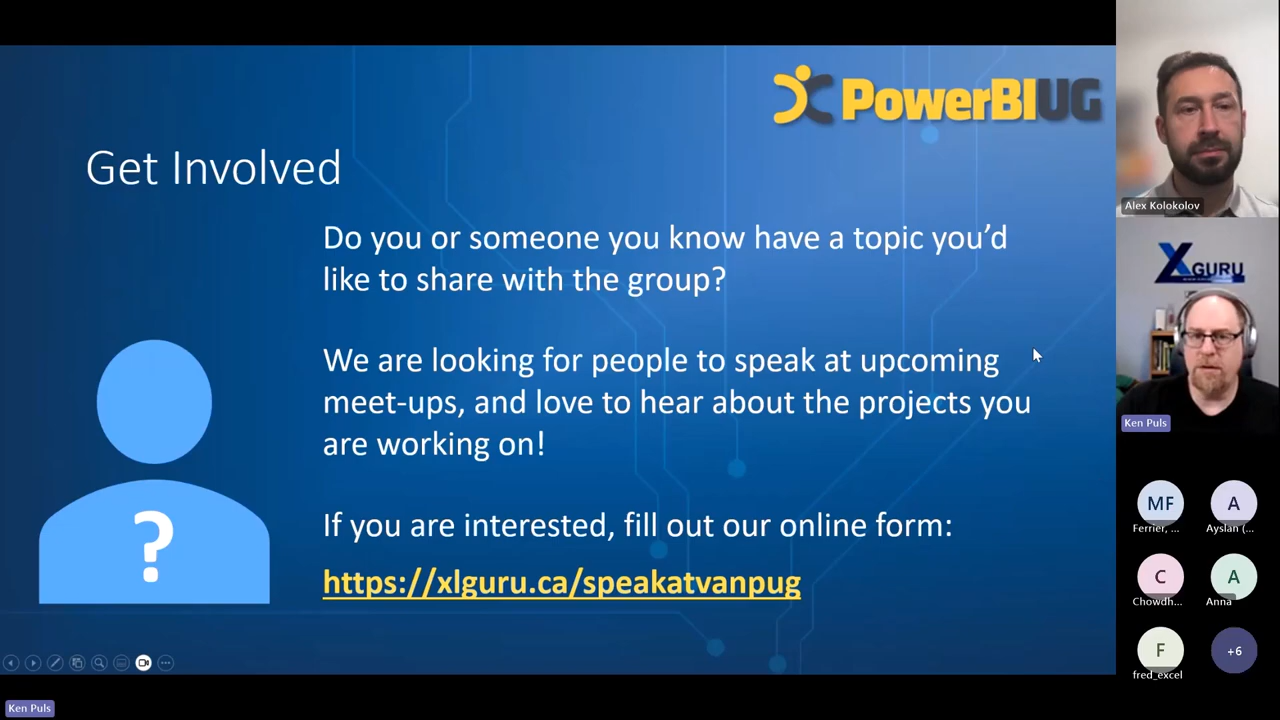 PowerBIUG
Get Involved
Do you or someone you know have a topic you'd
like to share with the group?
We are looking for people to speak at upcoming
meet-ups, and love to hear about the projects you
are working on!
If you are interested, fill out our online form:
https://xlguru.ca/speakatvanpug
?
Ken Puls
Alex Kolokolov
XGURU
Ken Puls
MF
Ferrier, ...
A
Ayslan (...
C
Chowdh...
A
Anna
F
fred_excel
+6